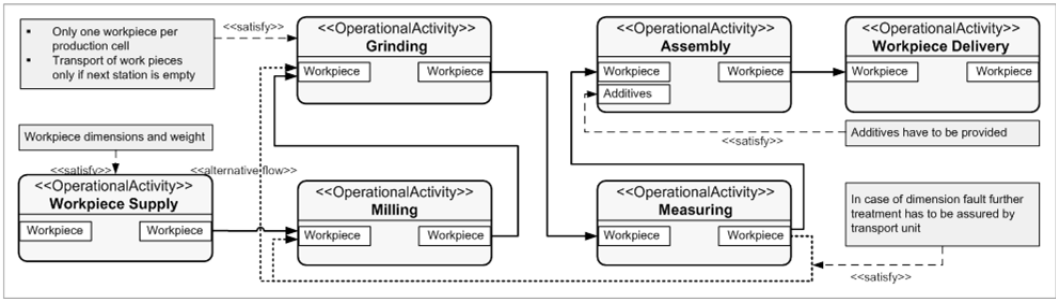 ▪ Only one workpiece per
production cell
▪ Transport of work pieces
only if next station is empty
<<satisfy>>
<<OperationalActivity>>
Grinding
Workpiece
Workpiece
<<OperationalActivity>>
Assembly
Workpiece
Additives
<<OperationalActivity>>
Workpiece Delivery
Workpiece
Workpiece dimensions and weight
<<satisfy>>
<<alternative flow>>
<<satisfy>>
Additives have to be provided
<<OperationalActivity>>
Workpiece Supply
Workpiece
Workpiece
<<OperationalActivity>>
Milling
Workpiece
Workpiece
<<OperationalActivity>>
Measuring
Workpiece
Workpiece
In case of dimension fault further
treatment has to be assured by
transport unit
<<satisfy>>